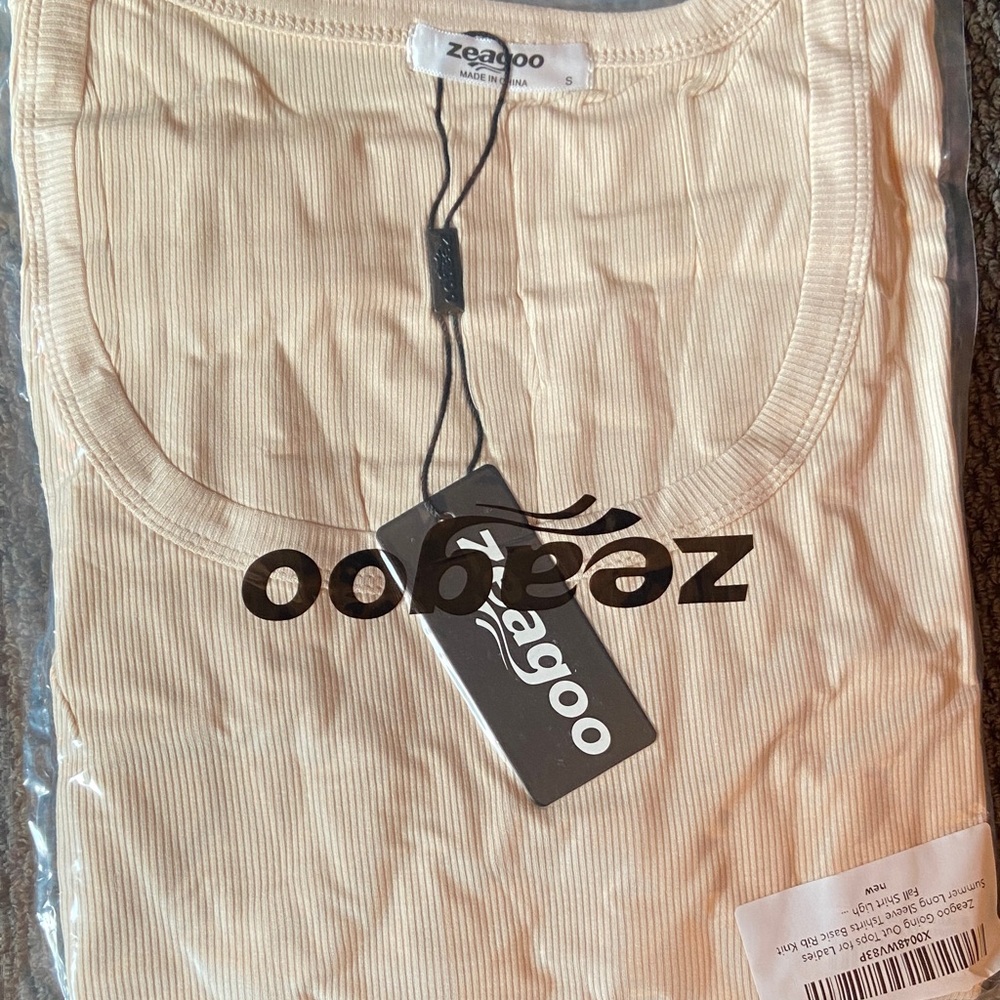 zeagoo
MADE IN CHINA S
zeagoo
zeagoo
X0048WV83P
Zeagoo Going Out Tops for Ladies
Summer Long Sleeve Tshirts Basic Rib Knit
Fall Shirt Ligh ...
new